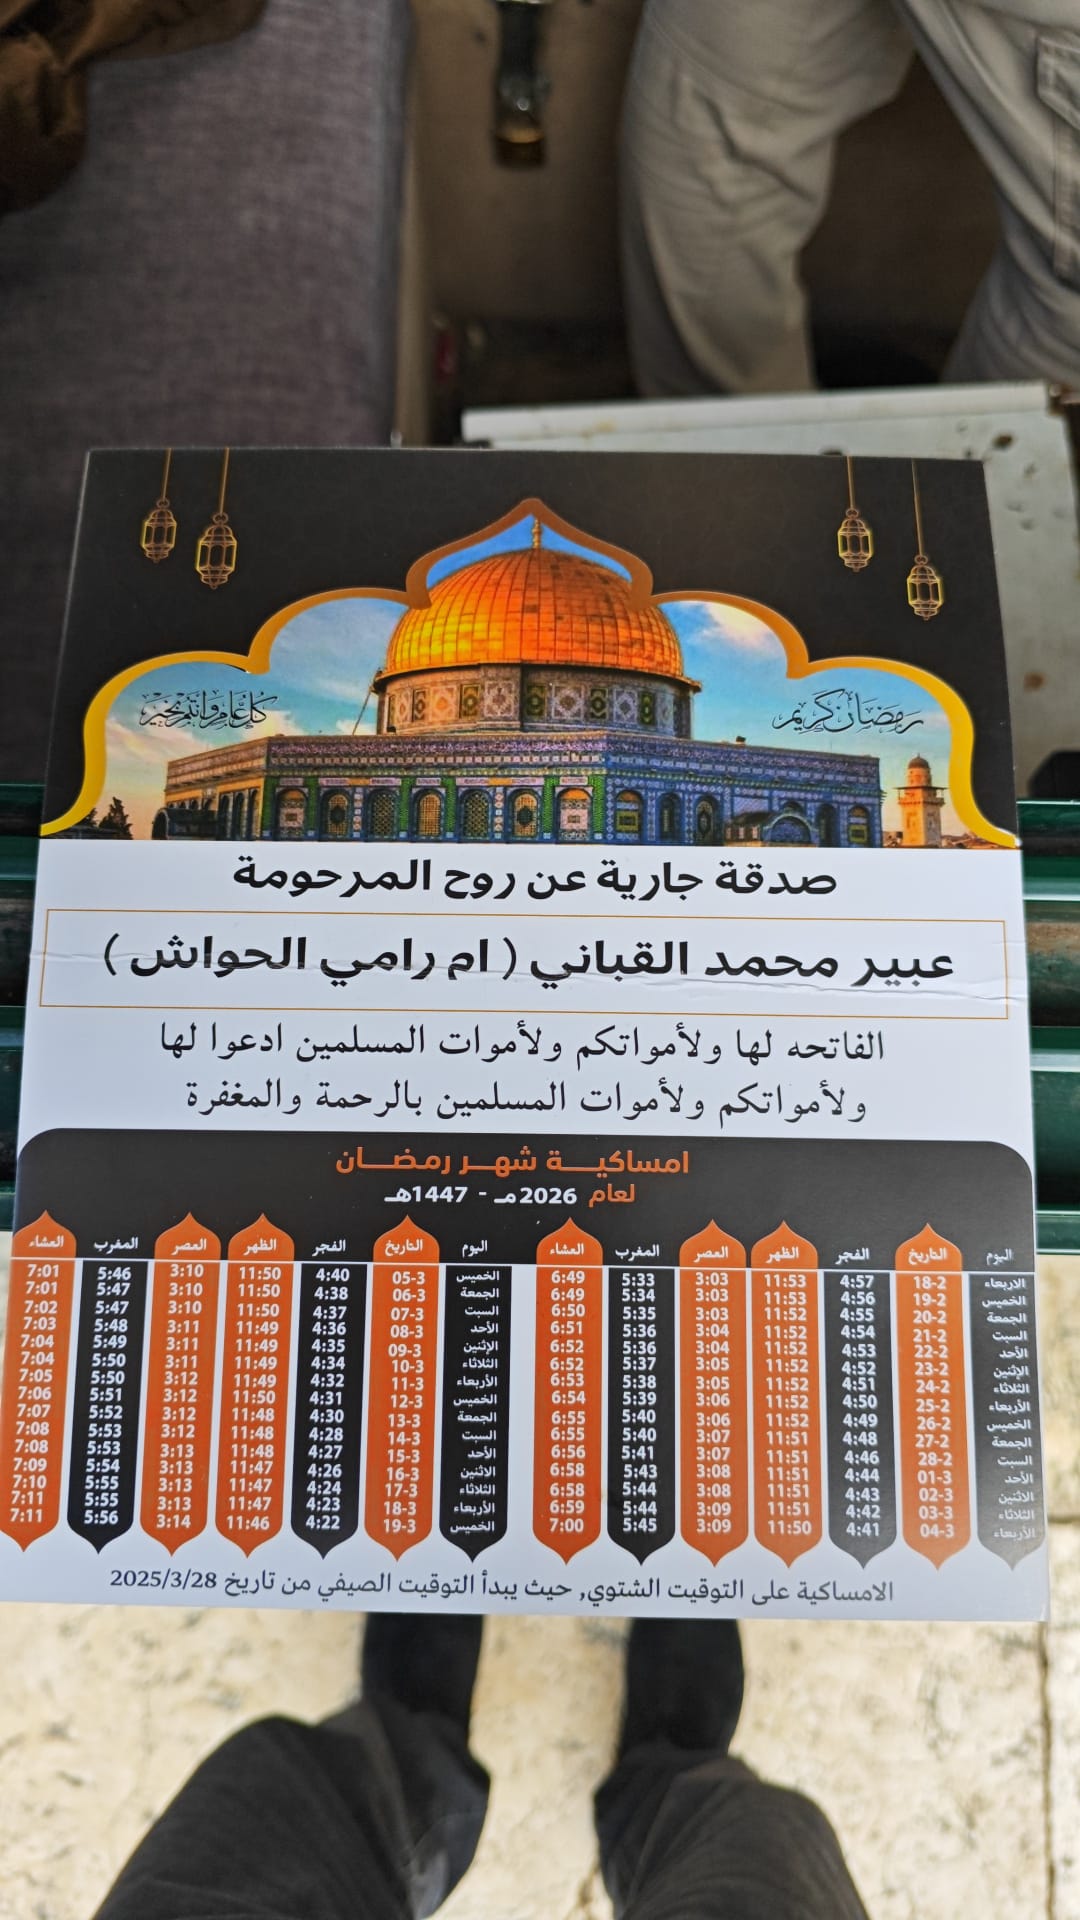 رمضان كريم
كل عام وانتم بخير
صدقة جارية عن روح المرحومة
عبير محمد القباني ( ام رامي الحواش )
الفاتحه لها ولأمواتكم ولأموات المسلمين ادعوا لها
ولأمواتكم ولأموات المسلمين بالرحمة والمغفرة
امساكية شهر رمضان
لعام 2026مـ - 1447هـ
اليوم التاريخ الفجر الظهر العصر المغرب العشاء
الاربعاء 18-2 4:57 11:53 3:03 5:33 6:49
الخميس 19-2 4:56 11:53 3:03 5:34 6:49
الجمعة 20-2 4:55 11:52 3:03 5:35 6:50
السبت 21-2 4:54 11:52 3:04 5:36 6:51
الأحد 22-2 4:53 11:52 3:04 5:36 6:52
الإثنين 23-2 4:52 11:52 3:05 5:37 6:52
الثلاثاء 24-2 4:51 11:52 3:05 5:38 6:53
الأربعاء 25-2 4:50 11:52 3:06 5:39 6:54
الخميس 26-2 4:49 11:52 3:06 5:40 6:55
الجمعة 27-2 4:48 11:51 3:07 5:40 6:55
السبت 28-2 4:46 11:51 3:07 5:41 6:56
الأحد 01-3 4:44 11:51 3:08 5:43 6:58
الاثنين 02-3 4:43 11:51 3:08 5:44 6:58
الثلاثاء 03-3 4:42 11:51 3:09 5:44 6:59
الأربعاء 04-3 4:41 11:50 3:09 5:45 7:00
اليوم التاريخ الفجر الظهر العصر المغرب العشاء
الخميس 05-3 4:40 11:50 3:10 5:46 7:01
الجمعة 06-3 4:38 11:50 3:10 5:47 7:01
السبت 07-3 4:37 11:50 3:10 5:47 7:02
الأحد 08-3 4:36 11:49 3:11 5:48 7:03
الإثنين 09-3 4:35 11:49 3:11 5:49 7:04
الثلاثاء 10-3 4:34 11:49 3:11 5:50 7:04
الأربعاء 11-3 4:32 11:49 3:12 5:50 7:05
الخميس 12-3 4:31 11:50 3:12 5:51 7:06
الجمعة 13-3 4:30 11:48 3:12 5:52 7:07
السبت 14-3 4:28 11:48 3:12 5:53 7:08
الأحد 15-3 4:27 11:48 3:13 5:53 7:08
الاثنين 16-3 4:26 11:47 3:13 5:54 7:09
الثلاثاء 17-3 4:24 11:47 3:13 5:55 7:10
الأربعاء 18-3 4:23 11:47 3:13 5:55 7:11
الخميس 19-3 4:22 11:46 3:14 5:56 7:11
الامساكية على التوقيت الشتوي, حيث يبدأ التوقيت الصيفي من تاريخ 2025/3/28